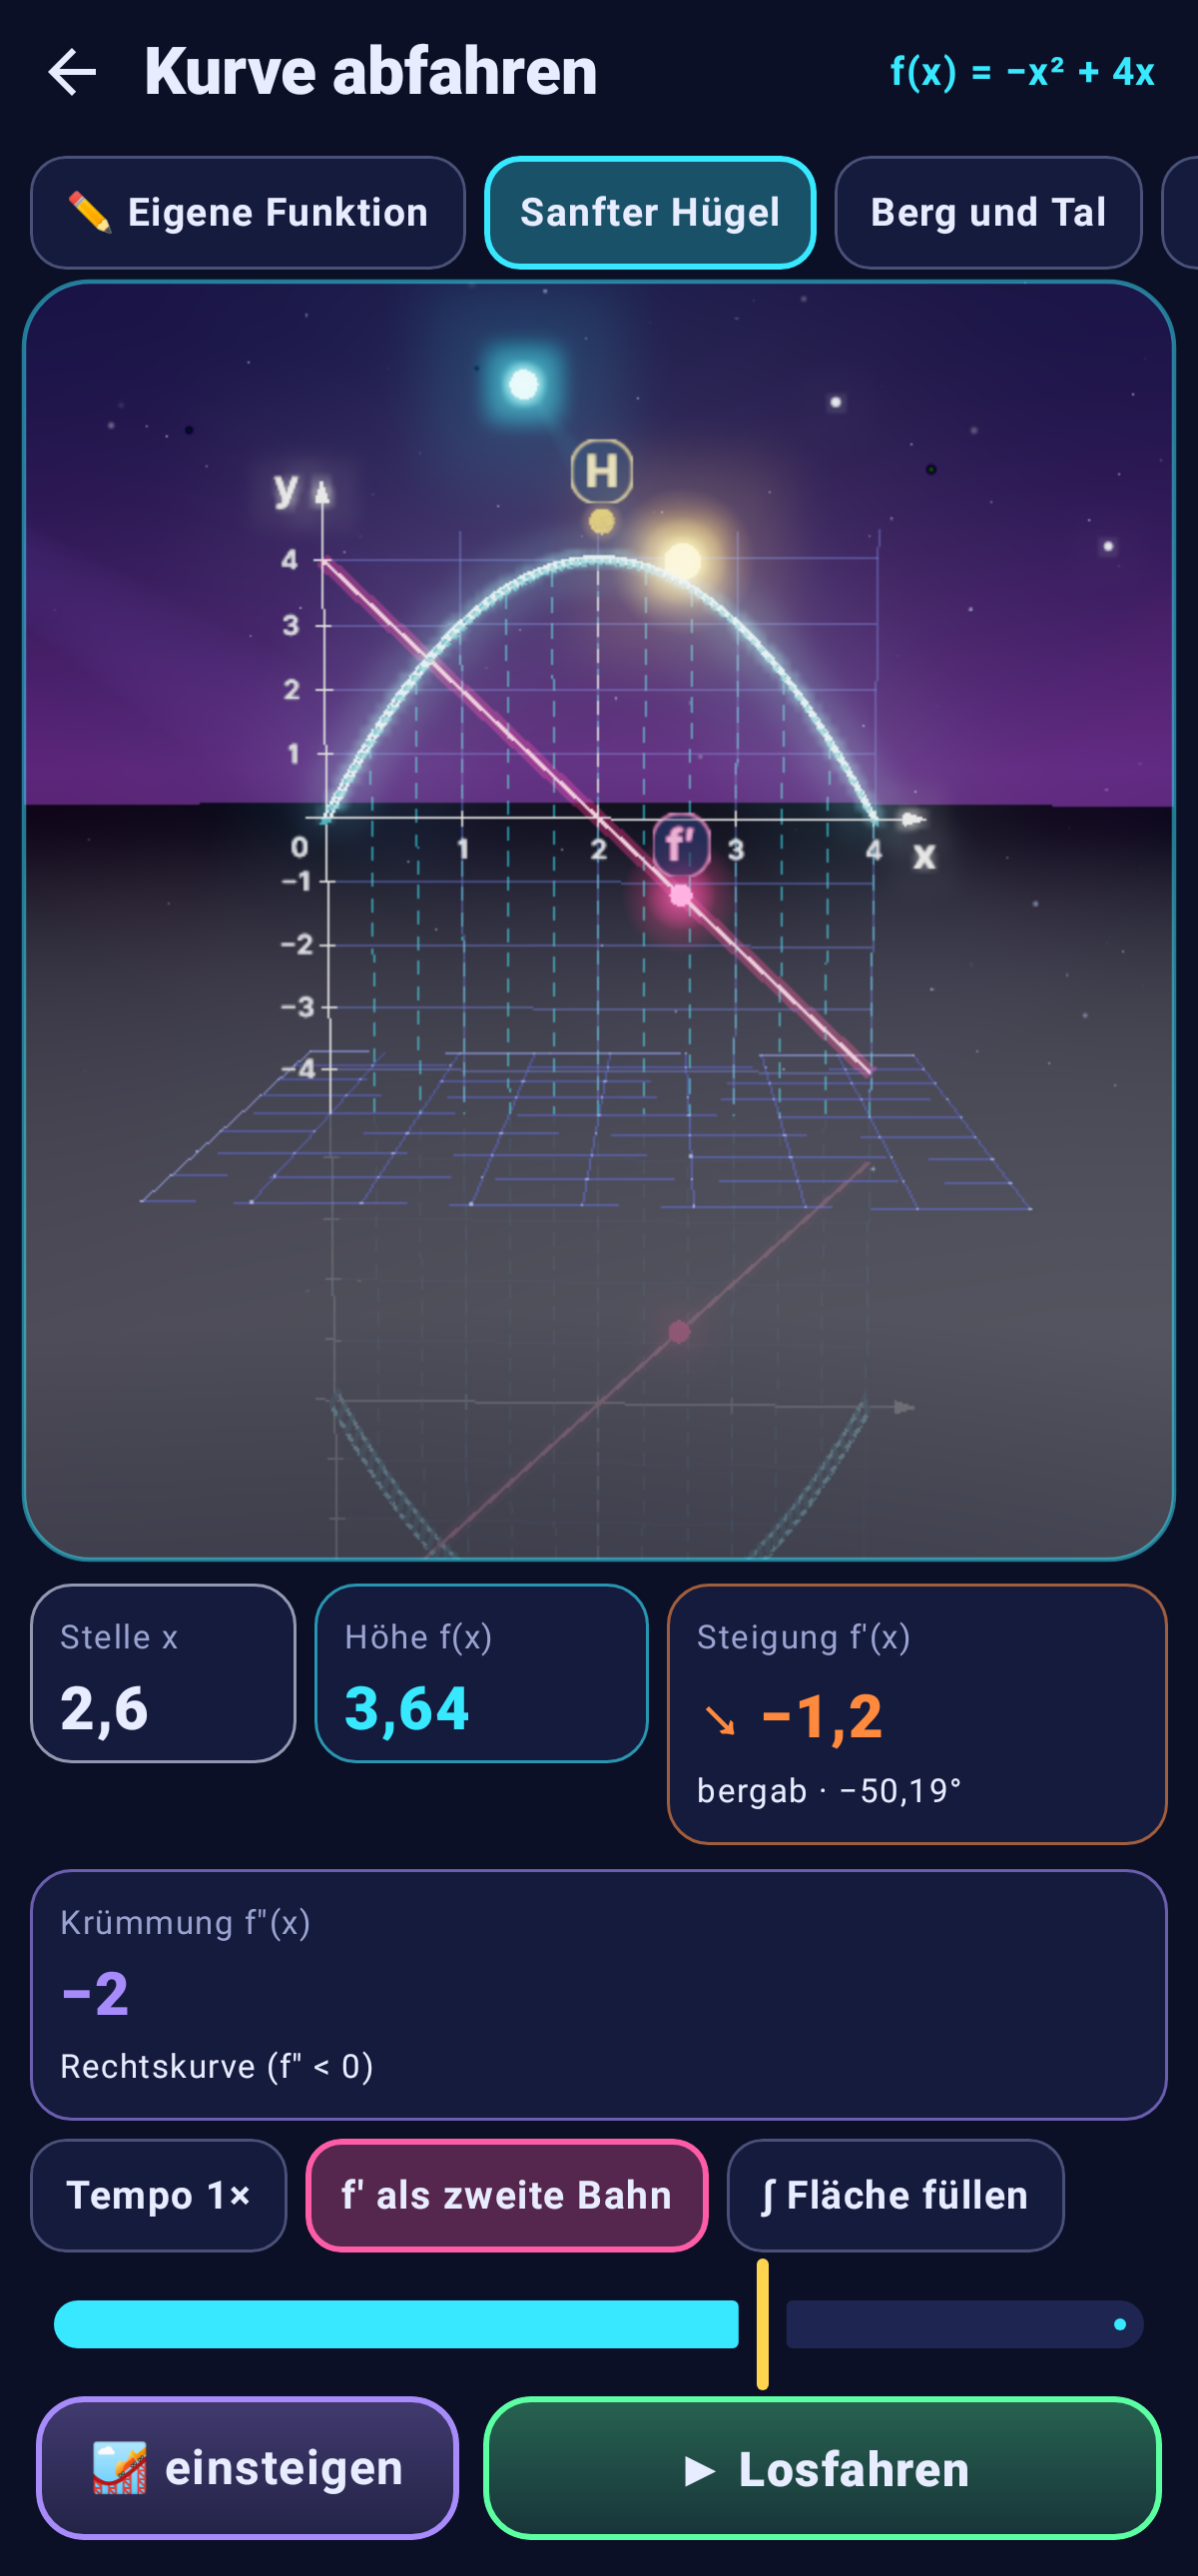 Kurve abfahren
f(x) = −x² + 4x
✏️ Eigene Funktion
Sanfter Hügel
Berg und Tal
H
y
4
3
2
1
0
1
2
3
4
x
f'
−1
−2
−3
−4
Stelle x
2,6
Höhe f(x)
3,64
Steigung f'(x)
↘ −1,2
bergab · −50,19°
Krümmung f"(x)
−2
Rechtskurve (f" < 0)
Tempo 1×
f' als zweite Bahn
∫ Fläche füllen
🎢 einsteigen
► Losfahren